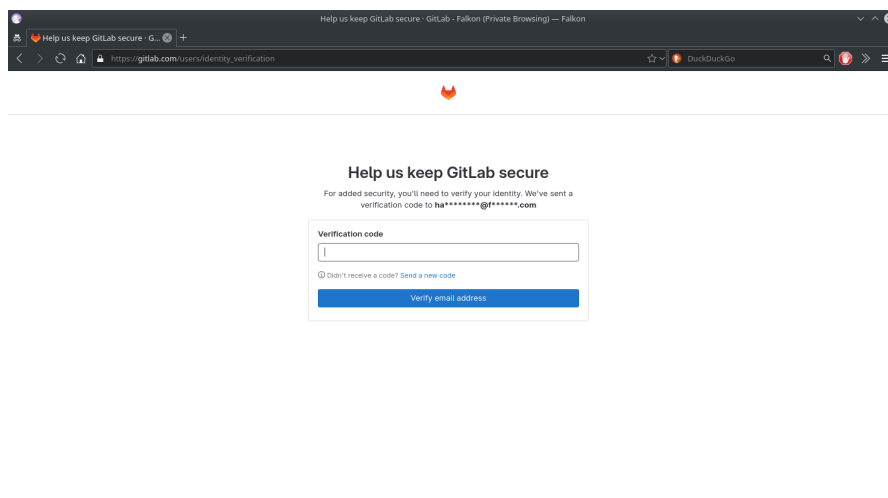 Help us keep GitLab secure · GitLab - Falkon (Private Browsing) — Falkon
Help us keep GitLab secure · G...
https://gitlab.com/users/identity_verification
DuckDuckGo
Help us keep GitLab secure
For added security, you'll need to verify your identity. We've sent a
verification code to ha********@f******.com
Verification code
Didn't receive a code? Send a new code
Verify email address